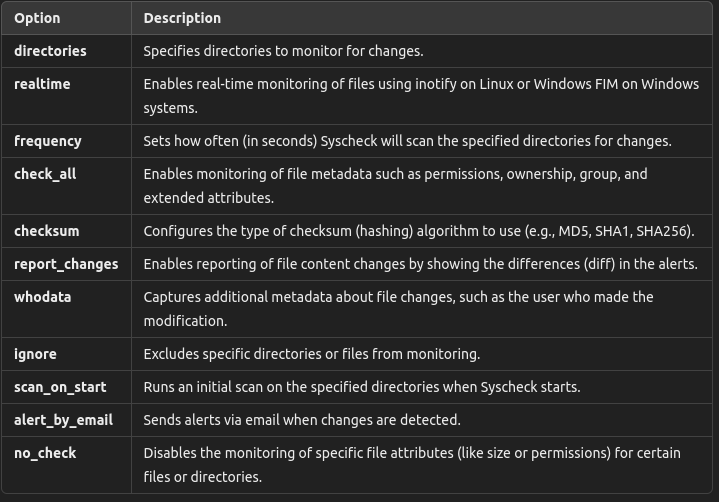 Option Description
directories Specifies directories to monitor for changes.
realtime Enables real-time monitoring of files using inotify on Linux or Windows FIM on Windows
systems.
frequency Sets how often (in seconds) Syscheck will scan the specified directories for changes.
check_all Enables monitoring of file metadata such as permissions, ownership, group, and
extended attributes.
checksum Configures the type of checksum (hashing) algorithm to use (e.g., MD5, SHA1, SHA256).
report_changes Enables reporting of file content changes by showing the differences (diff) in the alerts.
whodata Captures additional metadata about file changes, such as the user who made the
modification.
ignore Excludes specific directories or files from monitoring.
scan_on_start Runs an initial scan on the specified directories when Syscheck starts.
alert_by_email Sends alerts via email when changes are detected.
no_check Disables the monitoring of specific file attributes (like size or permissions) for certain
files or directories.